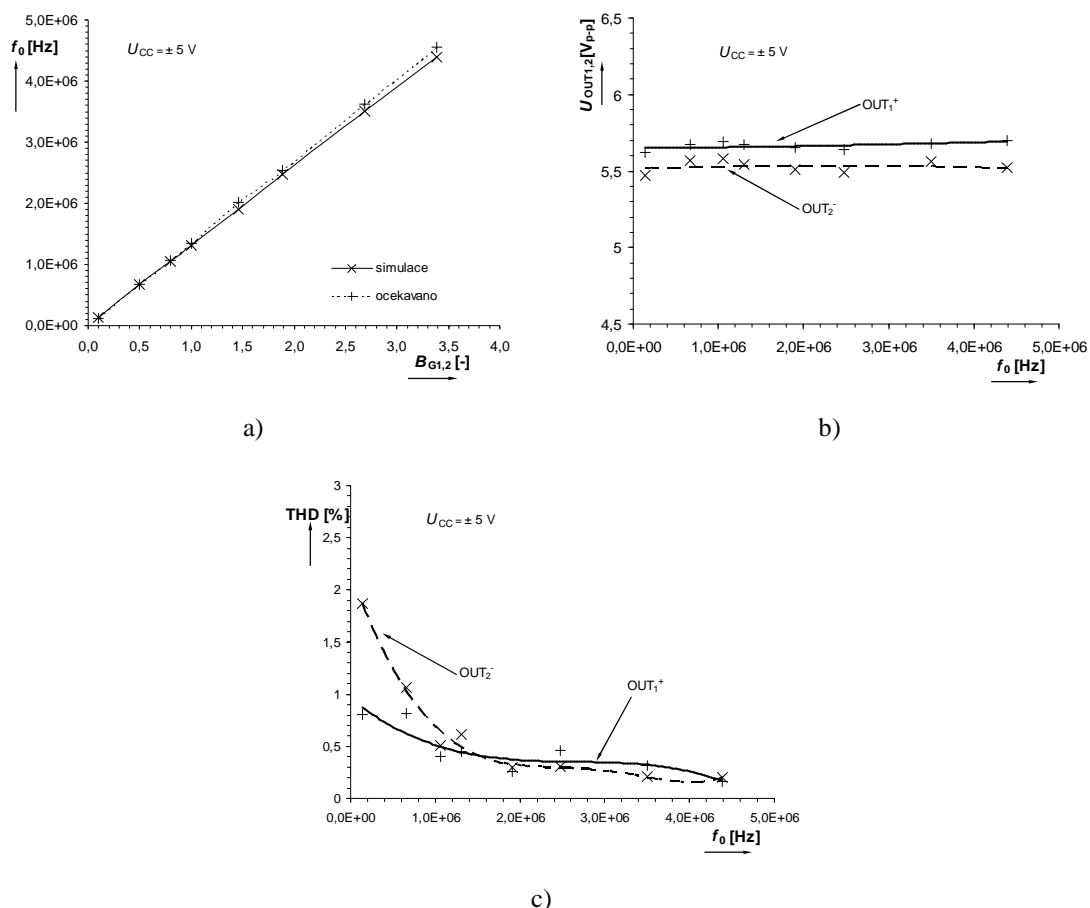 5,0E+06
f0 [Hz]
UCC = ± 5 V
4,0E+06
3,0E+06
2,0E+06
1,0E+06
0,0E+00
simulace
ocekavano
0,0 0,5 1,0 1,5 2,0 2,5 3,0 3,5 4,0
BG1,2 [-]
a)
6,5
UOUT1,2 [Vp-p]
UCC = ± 5 V
6
OUT1+
5,5
OUT2-
5
4,5
0,0E+00 1,0E+06 2,0E+06 3,0E+06 4,0E+06 5,0E+06
f0 [Hz]
b)
3
THD [%]
UCC = ± 5 V
2,5
2
1,5
OUT2-
OUT1+
1
0,5
0
0,0E+00 1,0E+06 2,0E+06 3,0E+06 4,0E+06 5,0E+06
f0 [Hz]
c)